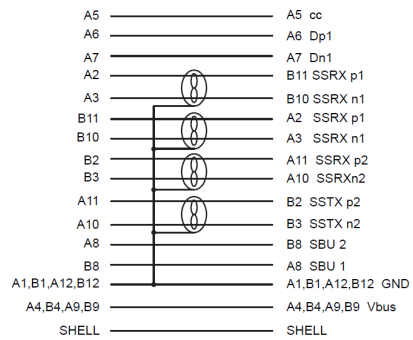 A5 A5 cc
A6 A6 Dp1
A7 A7 Dn1
A2 B11 SSRX p1
A3 B10 SSRX n1
B11 A2 SSRX p1
B10 A3 SSRX n1
B2 A11 SSRX p2
B3 A10 SSRXn2
A11 B2 SSTX p2
A10 B3 SSTX n2
A8 B8 SBU 2
B8 A8 SBU 1
A1,B1,A12,B12 A1,B1,A12,B12 GND
A4,B4,A9,B9 A4,B4,A9,B9 Vbus
SHELL SHELL